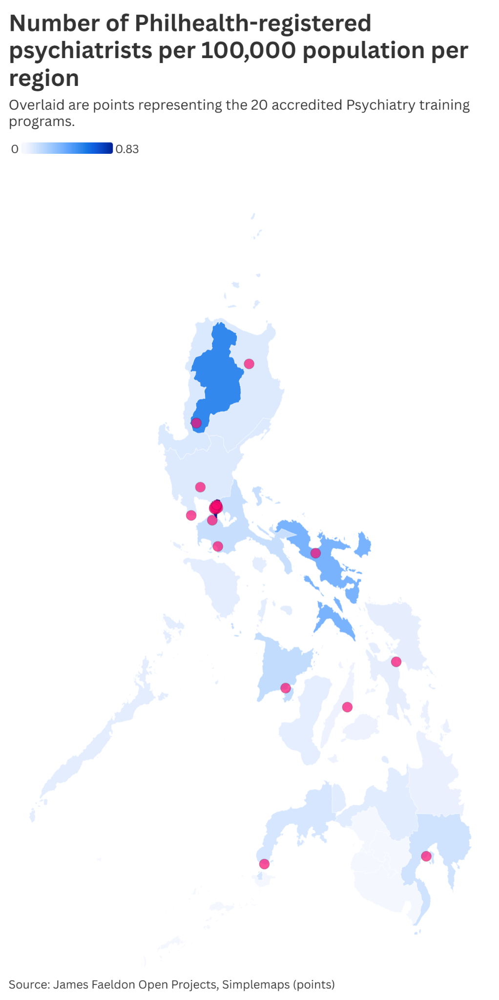 Number of Philhealth-registered
psychiatrists per 100,000 population per
region
Overlaid are points representing the 20 accredited Psychiatry training
programs.
0 0.83
Source: James Faeldon Open Projects, Simplemaps (points)